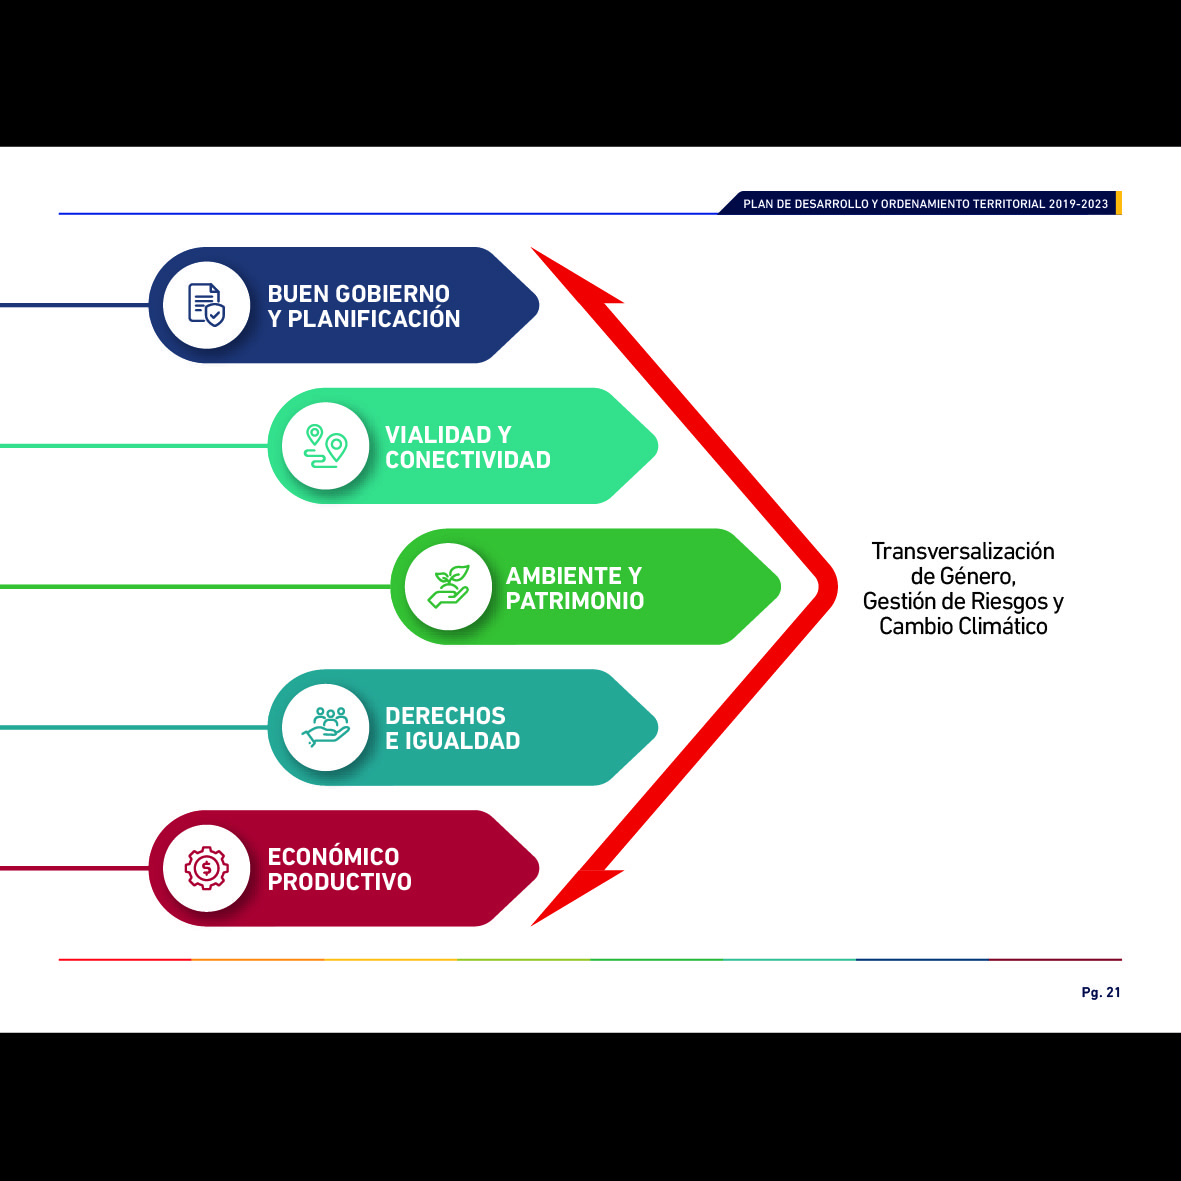 PLAN DE DESARROLLO Y ORDENAMIENTO TERRITORIAL 2019-2023
BUEN GOBIERNO
Y PLANIFICACIÓN
VIALIDAD Y
CONECTIVIDAD
AMBIENTE Y
PATRIMONIO
Transversalización
de Género,
Gestión de Riesgos y
Cambio Climático
DERECHOS
E IGUALDAD
$
ECONÓMICO
PRODUCTIVO
Pg. 21